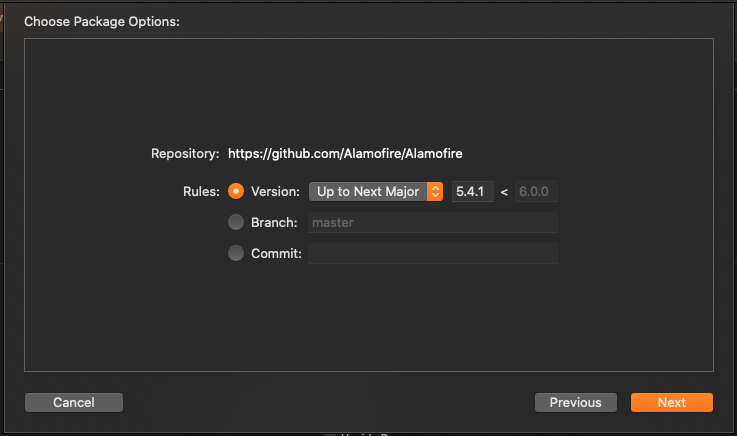 Choose Package Options:
Repository: https://github.com/Alamofire/Alamofire
Rules: Version: Up to Next Major 5.4.1 < 6.0.0
Branch: master
Commit:
Cancel Previous Next